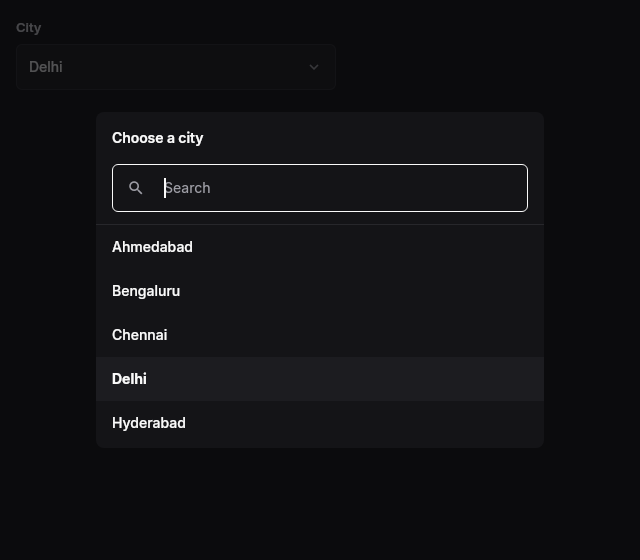 City
Delhi
Choose a city
Search
Ahmedabad
Bengaluru
Chennai
Delhi
Hyderabad